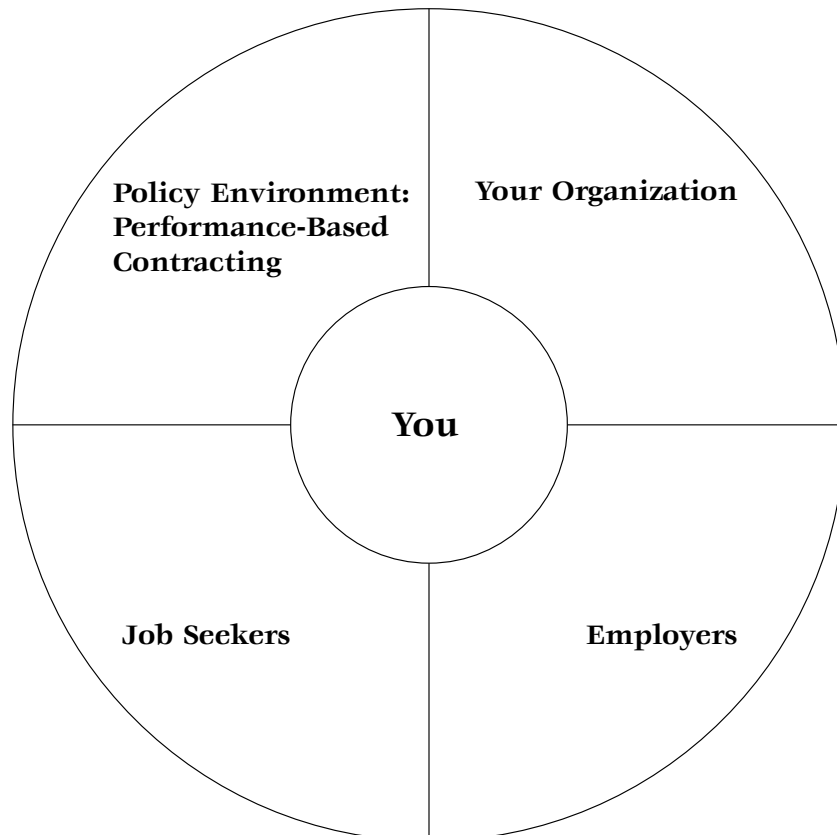 Policy Environment:
Performance-Based
Contracting
Your Organization
You
Job Seekers
Employers